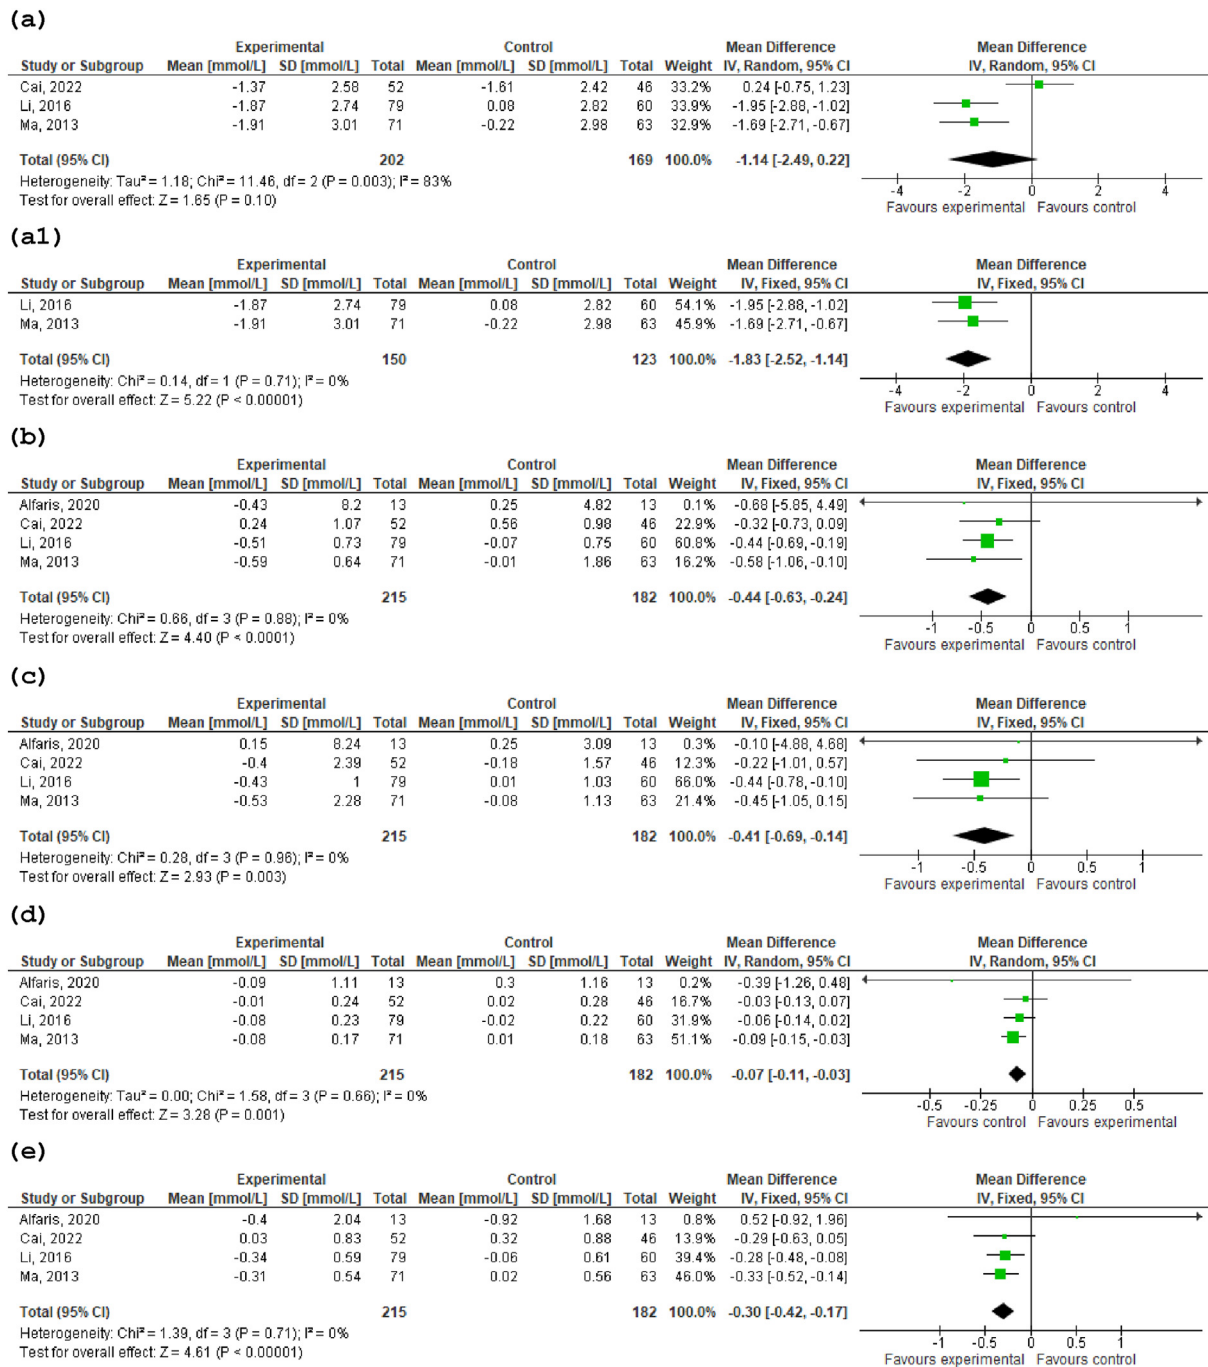 (a)
Experimental Control Mean Difference Mean Difference
Study or Subgroup Mean [mmol/L] SD [mmol/L] Total Mean [mmol/L] SD [mmol/L] Total Weight IV, Random, 95% CI IV, Random, 95% CI
Cai, 2022 -1.37 2.58 52 -1.61 2.42 46 33.2% 0.24 [-0.75, 1.23]
Li, 2016 -1.87 2.74 79 0.08 2.82 60 33.9% -1.95 [-2.88, -1.02]
Ma, 2013 -1.91 3.01 71 -0.22 2.98 63 32.9% -1.69 [-2.71, -0.67]
Total (95% CI) 202 169 100.0% -1.14 [-2.49, 0.22]
Heterogeneity: Tau² = 1.18; Chi² = 11.46, df = 2 (P = 0.003); I² = 83%
Test for overall effect: Z = 1.65 (P = 0.10)
-4 -2 0 2 4
Favours experimental Favours control
(a1)
Experimental Control Mean Difference Mean Difference
Study or Subgroup Mean [mmol/L] SD [mmol/L] Total Mean [mmol/L] SD [mmol/L] Total Weight IV, Fixed, 95% CI IV, Fixed, 95% CI
Li, 2016 -1.87 2.74 79 0.08 2.82 60 54.1% -1.95 [-2.88, -1.02]
Ma, 2013 -1.91 3.01 71 -0.22 2.98 63 45.9% -1.69 [-2.71, -0.67]
Total (95% CI) 150 123 100.0% -1.83 [-2.52, -1.14]
Heterogeneity: Chi² = 0.14, df = 1 (P = 0.71); I² = 0%
Test for overall effect: Z = 5.22 (P < 0.00001)
-4 -2 0 2 4
Favours experimental Favours control
(b)
Experimental Control Mean Difference Mean Difference
Study or Subgroup Mean [mmol/L] SD [mmol/L] Total Mean [mmol/L] SD [mmol/L] Total Weight IV, Fixed, 95% CI IV, Fixed, 95% CI
Alfaris, 2020 -0.43 8.2 13 0.25 4.82 13 0.1% -0.68 [-5.85, 4.49]
Cai, 2022 0.24 1.07 52 0.56 0.98 46 22.9% -0.32 [-0.73, 0.09]
Li, 2016 -0.51 0.73 79 -0.07 0.75 60 60.8% -0.44 [-0.69, -0.19]
Ma, 2013 -0.59 0.64 71 -0.01 1.86 63 16.2% -0.58 [-1.06, -0.10]
Total (95% CI) 215 182 100.0% -0.44 [-0.63, -0.24]
Heterogeneity: Chi² = 0.66, df = 3 (P = 0.88); I² = 0%
Test for overall effect: Z = 4.40 (P < 0.0001)
-1 -0.5 0 0.5 1
Favours experimental Favours control
(c)
Experimental Control Mean Difference Mean Difference
Study or Subgroup Mean [mmol/L] SD [mmol/L] Total Mean [mmol/L] SD [mmol/L] Total Weight IV, Fixed, 95% CI IV, Fixed, 95% CI
Alfaris, 2020 0.15 8.24 13 0.25 3.09 13 0.3% -0.10 [-4.88, 4.68]
Cai, 2022 -0.4 2.39 52 -0.18 1.57 46 12.3% -0.22 [-1.01, 0.57]
Li, 2016 -0.43 1 79 0.01 1.03 60 66.0% -0.44 [-0.78, -0.10]
Ma, 2013 -0.53 2.28 71 -0.08 1.13 63 21.4% -0.45 [-1.05, 0.15]
Total (95% CI) 215 182 100.0% -0.41 [-0.69, -0.14]
Heterogeneity: Chi² = 0.28, df = 3 (P = 0.96); I² = 0%
Test for overall effect: Z = 2.93 (P = 0.003)
-1 -0.5 0 0.5 1
Favours experimental Favours control
(d)
Experimental Control Mean Difference Mean Difference
Study or Subgroup Mean [mmol/L] SD [mmol/L] Total Mean [mmol/L] SD [mmol/L] Total Weight IV, Random, 95% CI IV, Random, 95% CI
Alfaris, 2020 -0.09 1.11 13 0.3 1.16 13 0.2% -0.39 [-1.26, 0.48]
Cai, 2022 -0.01 0.24 52 0.02 0.28 46 16.7% -0.03 [-0.13, 0.07]
Li, 2016 -0.08 0.23 79 -0.02 0.22 60 31.9% -0.06 [-0.14, 0.02]
Ma, 2013 -0.08 0.17 71 0.01 0.18 63 51.1% -0.09 [-0.15, -0.03]
Total (95% CI) 215 182 100.0% -0.07 [-0.11, -0.03]
Heterogeneity: Tau² = 0.00; Chi² = 1.58, df = 3 (P = 0.66); I² = 0%
Test for overall effect: Z = 3.28 (P = 0.001)
-0.5 -0.25 0 0.25 0.5
Favours control Favours experimental
(e)
Experimental Control Mean Difference Mean Difference
Study or Subgroup Mean [mmol/L] SD [mmol/L] Total Mean [mmol/L] SD [mmol/L] Total Weight IV, Fixed, 95% CI IV, Fixed, 95% CI
Alfaris, 2020 -0.4 2.04 13 -0.92 1.68 13 0.8% 0.52 [-0.92, 1.96]
Cai, 2022 0.03 0.83 52 0.32 0.88 46 13.9% -0.29 [-0.63, 0.05]
Li, 2016 -0.34 0.59 79 -0.06 0.61 60 39.4% -0.28 [-0.48, -0.08]
Ma, 2013 -0.31 0.54 71 0.02 0.56 63 46.0% -0.33 [-0.52, -0.14]
Total (95% CI) 215 182 100.0% -0.30 [-0.42, -0.17]
Heterogeneity: Chi² = 1.39, df = 3 (P = 0.71); I² = 0%
Test for overall effect: Z = 4.61 (P < 0.00001)
-1 -0.5 0 0.5 1
Favours experimental Favours control